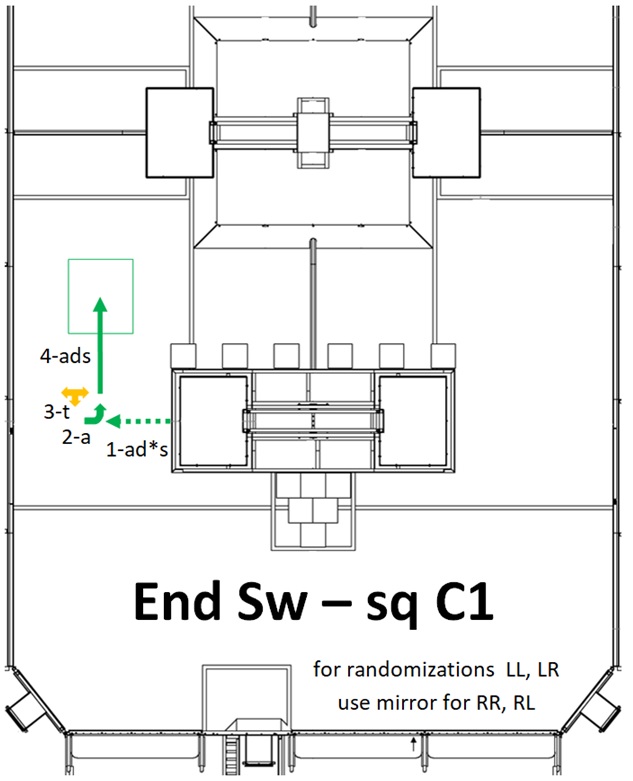 4-ads
3-t
2-a
1-ad*s
End Sw – sq C1
for randomizations LL, LR
use mirror for RR, RL